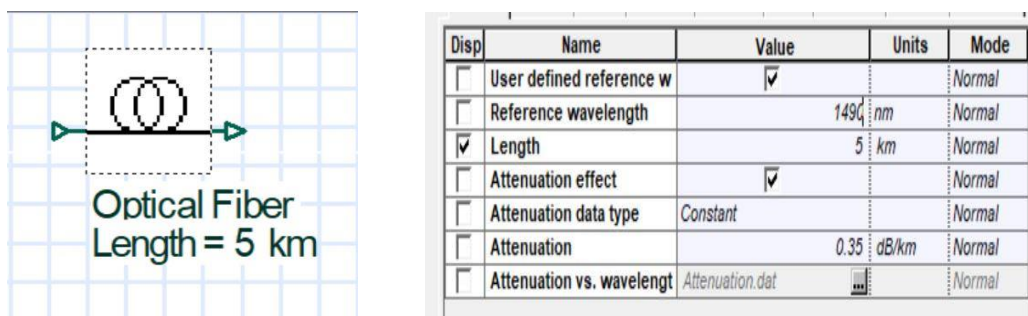 Optical Fiber
Length = 5 km
Disp Name Value Units Mode
User defined reference w Normal
Reference wavelength 1490 nm Normal
Length 5 km Normal
Attenuation effect Normal
Attenuation data type Constant Normal
Attenuation 0.35 dB/km Normal
Attenuation vs. wavelengt Attenuation.dat ... Normal